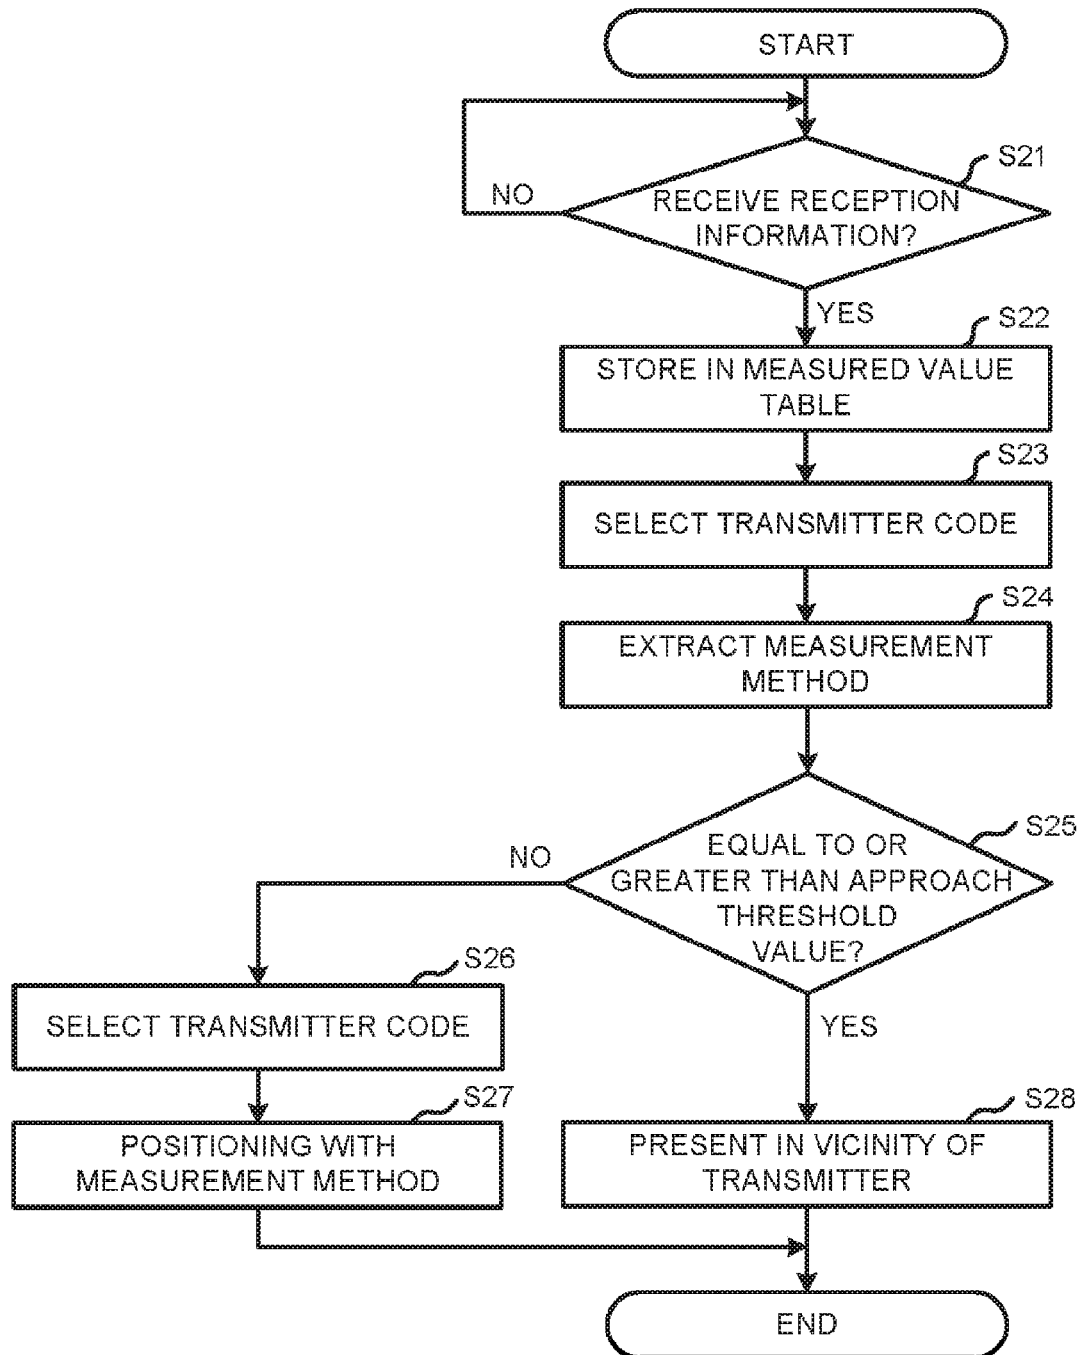 START
S21
NO
RECEIVE RECEPTION
INFORMATION?
YES
S22
STORE IN MEASURED VALUE
TABLE
S23
SELECT TRANSMITTER CODE
S24
EXTRACT MEASUREMENT
METHOD
S25
NO
EQUAL TO OR
GREATER THAN APPROACH
THRESHOLD
VALUE?
S26
SELECT TRANSMITTER CODE
YES
S27
POSITIONING WITH
MEASUREMENT METHOD
S28
PRESENT IN VICINITY OF
TRANSMITTER
END